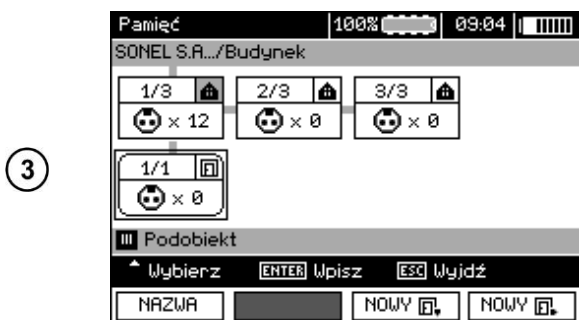 Pamięć 100% 09:04
SONEL S.A../Budynek
1/3 2/3 3/3
x 12 x 0 x 0
3
1/1
x 0
Podobiekt
Wybierz ENTER Wpisz ESC Wyjdź
NAZWA NOWY NOWY